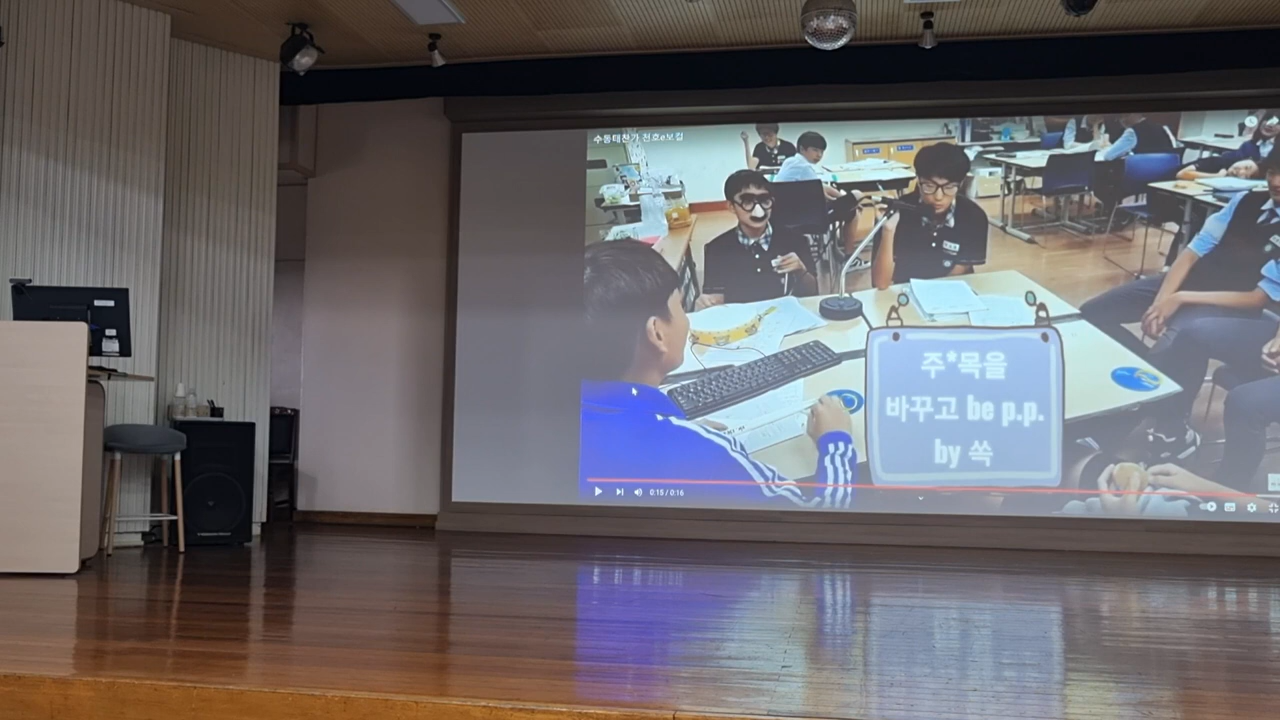 수동태찬가 천호e보컬
주*목을
바꾸고 be p.p.
by 쏙
0:15 / 0:16